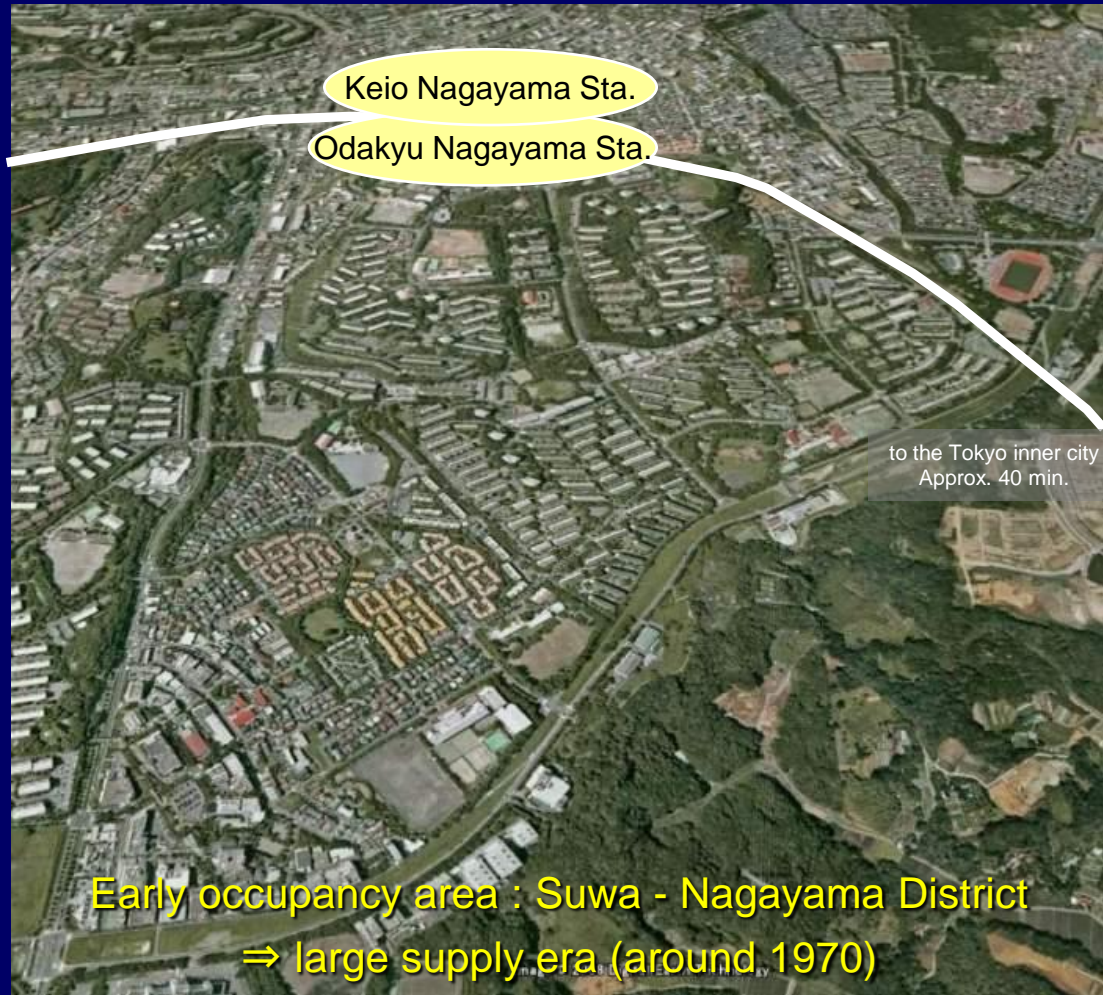 Keio Nagayama Sta.
Odakyu Nagayama Sta.
to the Tokyo inner city
Approx. 40 min.
Early occupancy area : Suwa - Nagayama District
⇒ large supply era (around 1970)